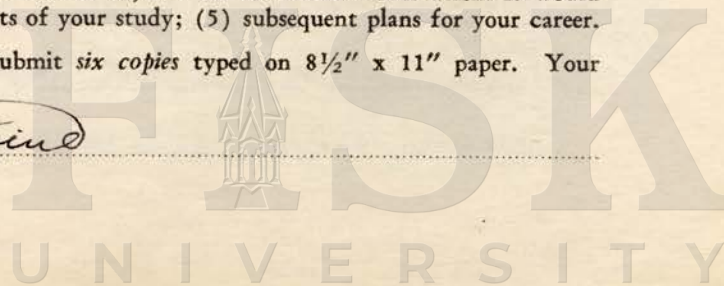 ts of your study; (5) subsequent plans for your career.
ubmit six copies typed on 8½" x 11" paper. Your
FISK
UNIVERSITY